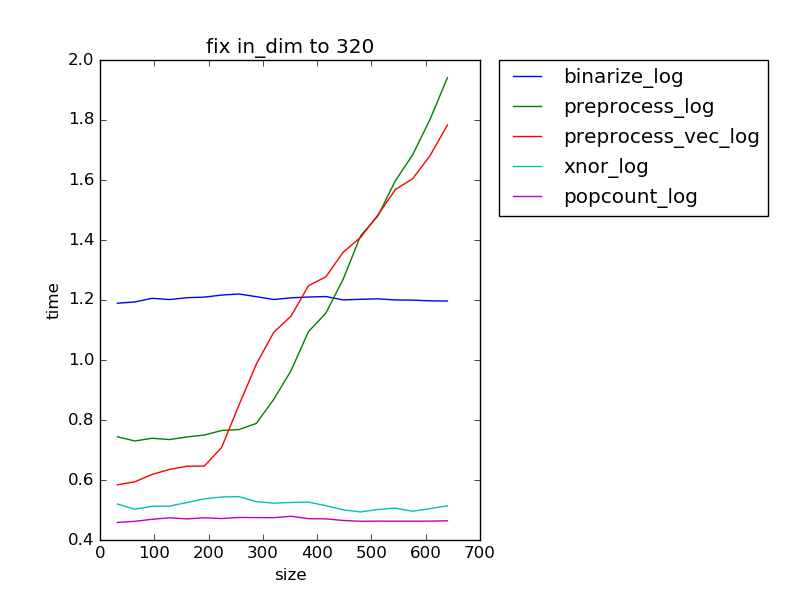 fix in_dim to 320
2.0
1.8
1.6
1.4
1.2
1.0
0.8
0.6
0.4
time
0 100 200 300 400 500 600 700
size
binarize_log
preprocess_log
preprocess_vec_log
xnor_log
popcount_log